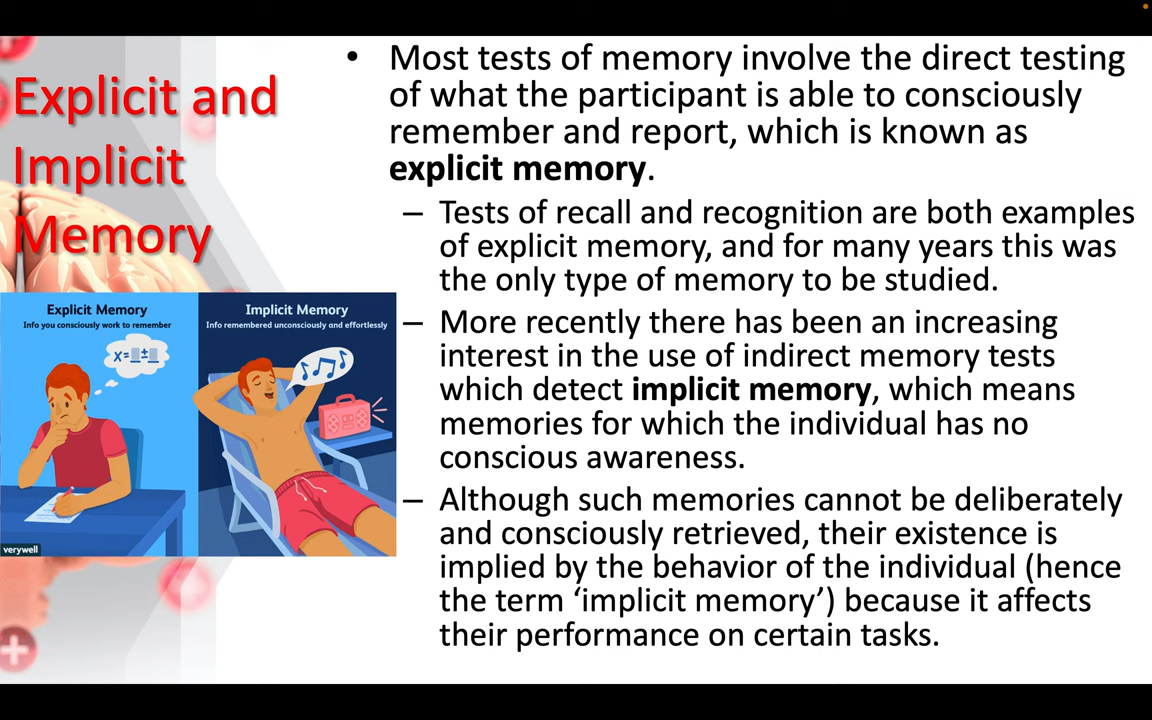 Explicit and
Implicit
Memory
• Most tests of memory involve the direct testing
of what the participant is able to consciously
remember and report, which is known as
explicit memory.
– Tests of recall and recognition are both examples
of explicit memory, and for many years this was
the only type of memory to be studied.
– More recently there has been an increasing
interest in the use of indirect memory tests
which detect implicit memory, which means
memories for which the individual has no
conscious awareness.
– Although such memories cannot be deliberately
and consciously retrieved, their existence is
implied by the behavior of the individual (hence
the term ‘implicit memory’) because it affects
their performance on certain tasks.
Explicit Memory
Info you consciously work to remember
x=±
Implicit Memory
Info remembered unconsciously and effortlessly
verywell